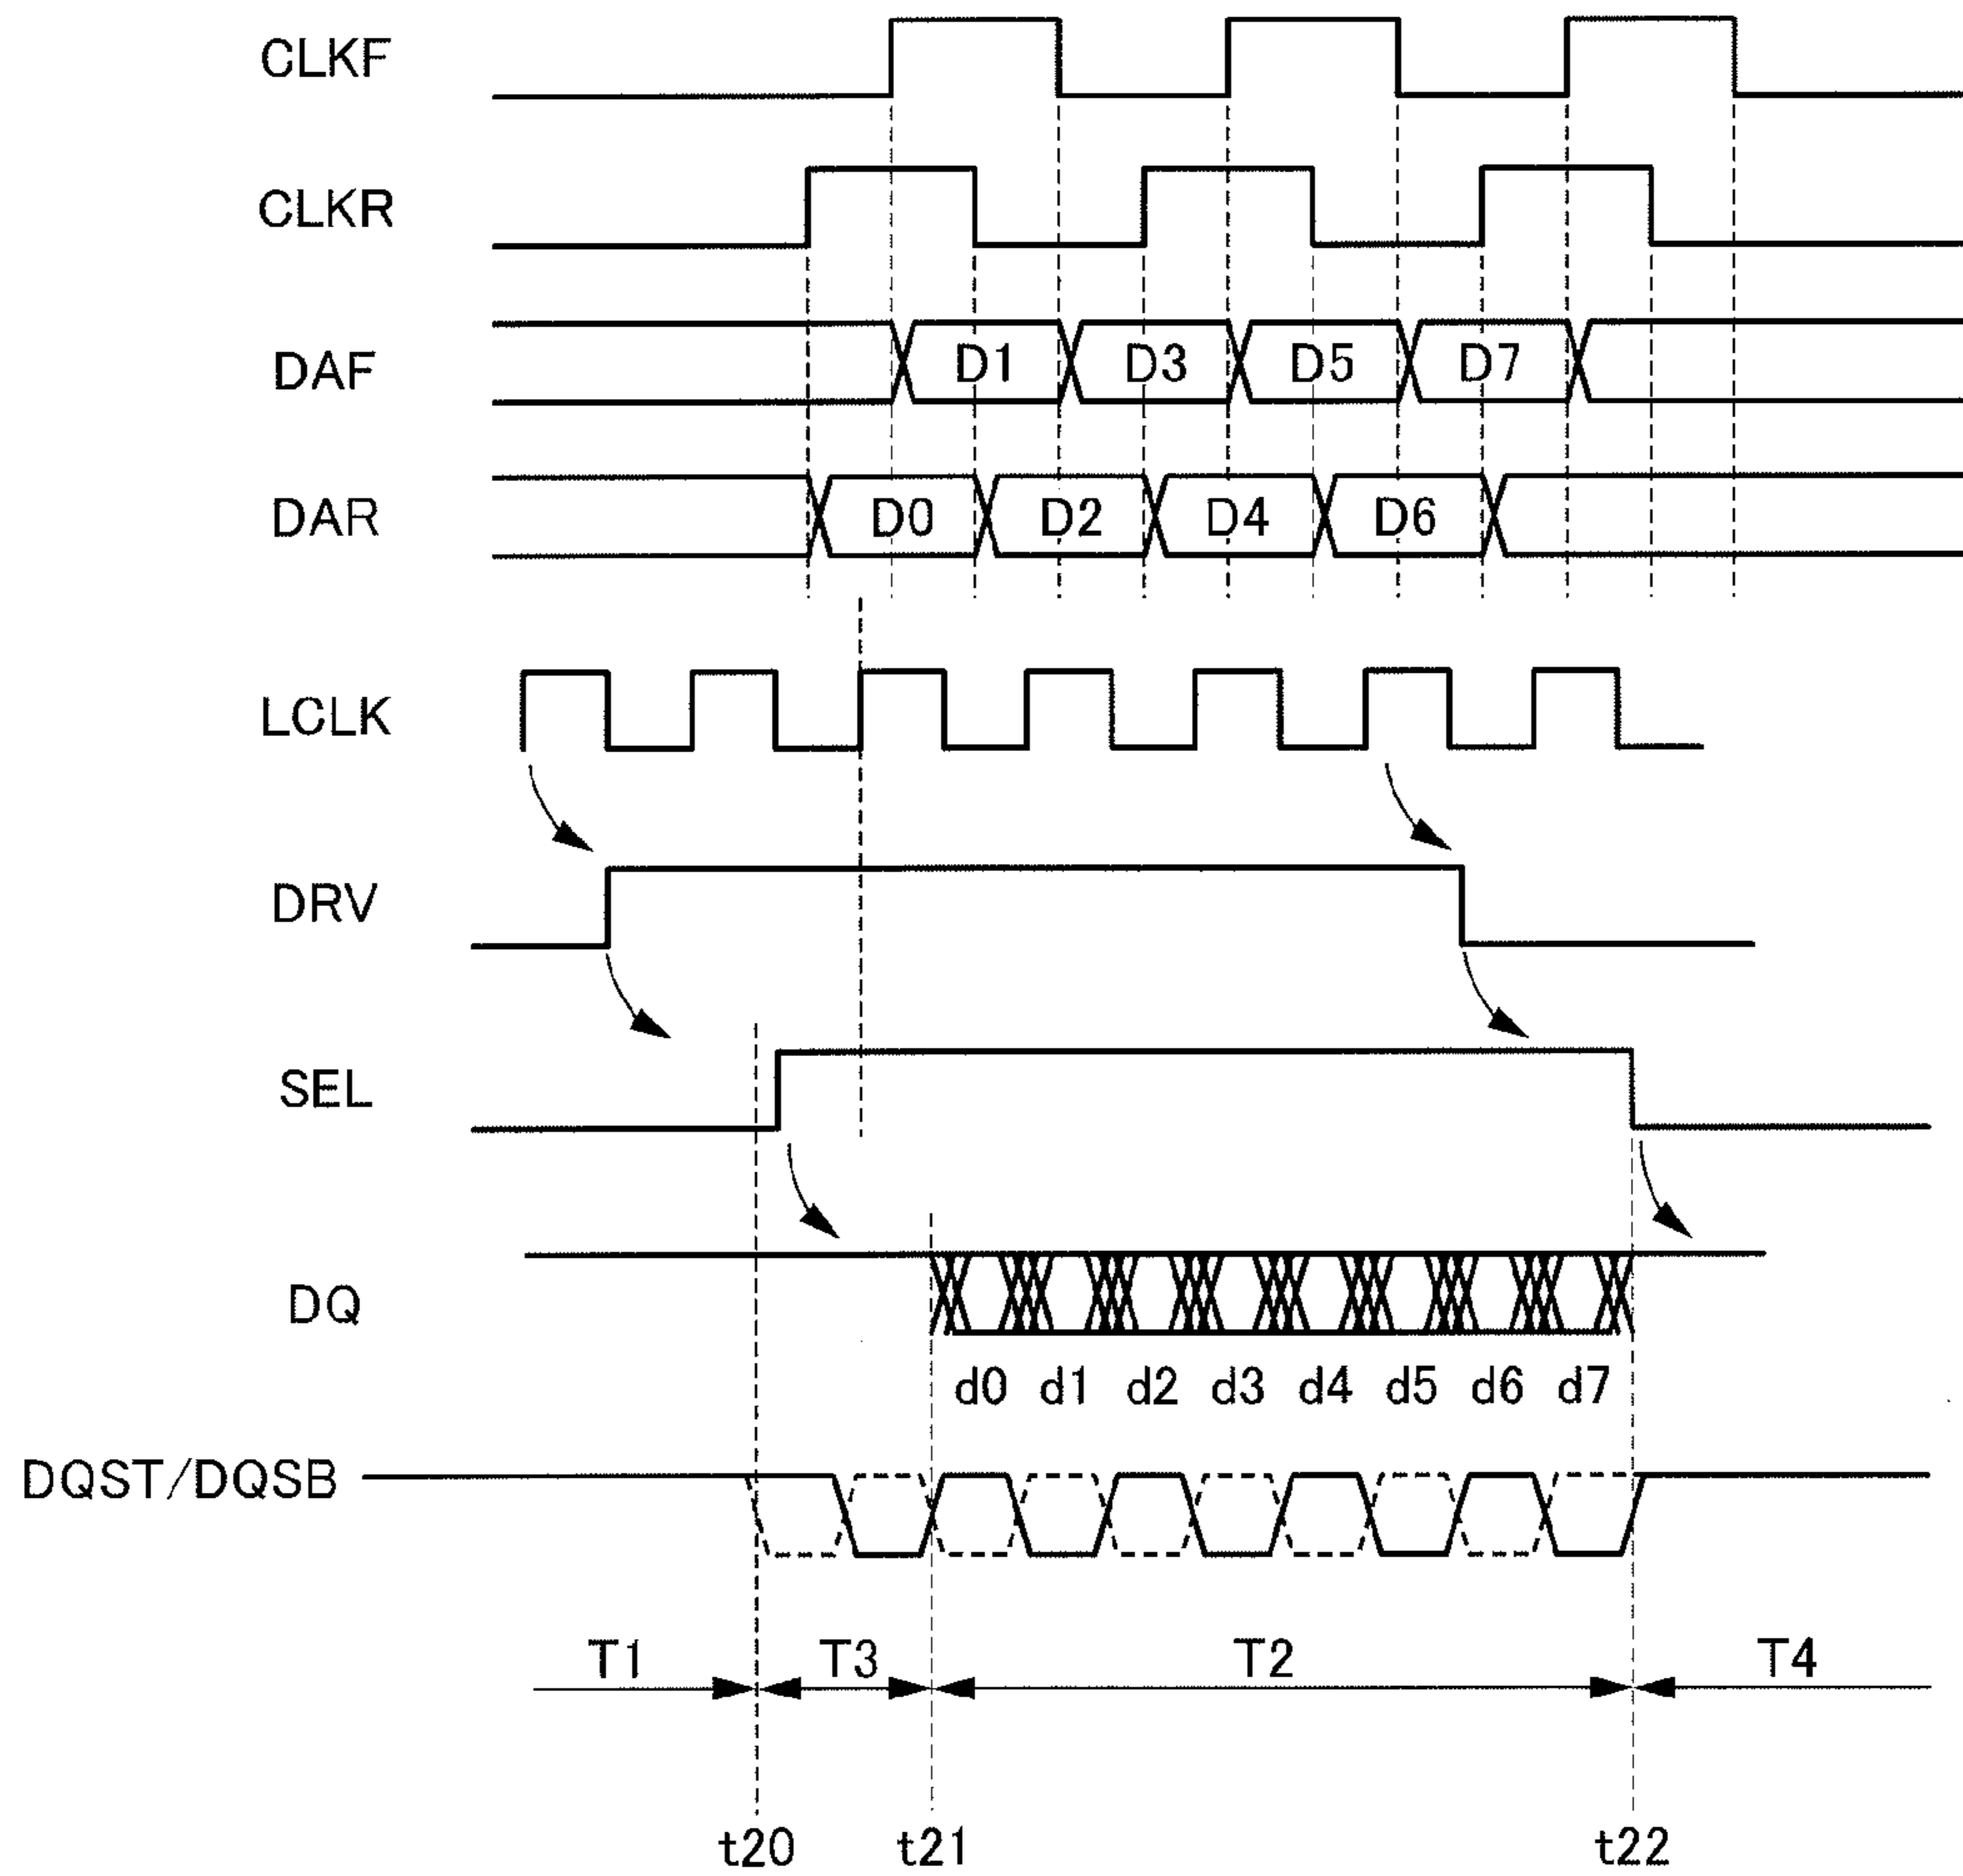 CLKF
CLKR
DAF D1 D3 D5 D7
DAR D0 D2 D4 D6
LCLK
DRV
SEL
DQ
d0 d1 d2 d3 d4 d5 d6 d7
DQST/DQSB
T1 T3 T2 T4
t20 t21 t22